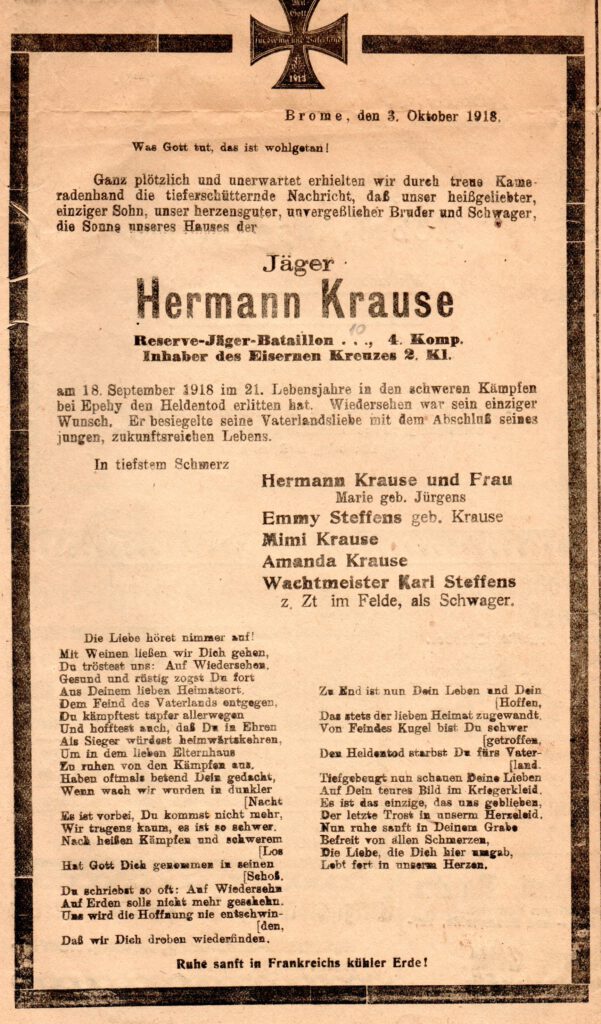 Mit
Gott
für König und Vaterland
1913
Brome, den 3. Oktober 1918.
Was Gott tut, das ist wohlgetan!
Ganz plötzlich und unerwartet erhielten wir durch treue Kame-
radenhand die tieferschütternde Nachricht, daß unser heißgeliebter,
einziger Sohn, unser herzensguter, unvergeßlicher Bruder und Schwager,
die Sonne unseres Hauses der
Jäger
Hermann Krause
Reserve-Jäger-Bataillon . 10 . ., 4. Komp.
Inhaber des Eisernen Kreuzes 2. Kl.
am 18. September 1918 im 21. Lebensjahre in den schweren Kämpfen
bei Epehy den Heldentod erlitten hat. Wiedersehen war sein einziger
Wunsch. Er besiegelte seine Vaterlandsliebe mit dem Abschluß seines
jungen, zukunftsreichen Lebens.
In tiefstem Schmerz
Hermann Krause und Frau
Marie geb. Jürgens
Emmy Steffens geb. Krause
Mimi Krause
Amanda Krause
Wachtmeister Karl Steffens
z. Zt im Felde, als Schwager.
Die Liebe höret nimmer auf!
Mit Weinen ließen wir Dich gehen,
Du tröstest uns: Auf Wiedersehen.
Gesund und rüstig zogst Du fort
Aus Deinem lieben Heimatsort.
Dem Feind des Vaterlands entgegen,
Du kämpftest tapfer allerwegen
Und hofftest auch, daß Du in Ehren
Als Sieger würdest heimwärtskehren,
Um in dem lieben Elternhaus
Zu ruhen von den Kämpfen aus.
Haben oftmals betend Dein gedacht,
Wenn wach wir wurden in dunkler
[Nacht
Es ist vorbei, Du kommst nicht mehr,
Wir tragens kaum, es ist so schwer.
Nach heißen Kämpfen und schwerem
[Los
Hat Gott Dich genommen in seinen
[Schoß.
Du schriebst so oft: Auf Wiedersehn
Auf Erden solls nicht mehr geschehn.
Uns wird die Hoffnung nie entschwin-
[den,
Daß wir Dich droben wiederfinden.
Zu End ist nun Dein Leben und Dein
[Hoffen,
Das stets der lieben Heimat zugewandt.
Von Feindes Kugel bist Du schwer
[getroffen,
Den Heldentod starbst Du fürs Vater-
[land.
Tiefgebeugt nun schauen Deine Lieben
Auf Dein teures Bild im Kriegerkleid.
Es ist das einzige, das uns geblieben,
Der letzte Trost in unserm Herzeleid.
Nun ruhe sanft in Deinem Grabe
Befreit von allen Schmerzen,
Die Liebe, die Dich hier umgab,
Lebt fort in unserm Herzen.
Ruhe sanft in Frankreichs kühler Erde!